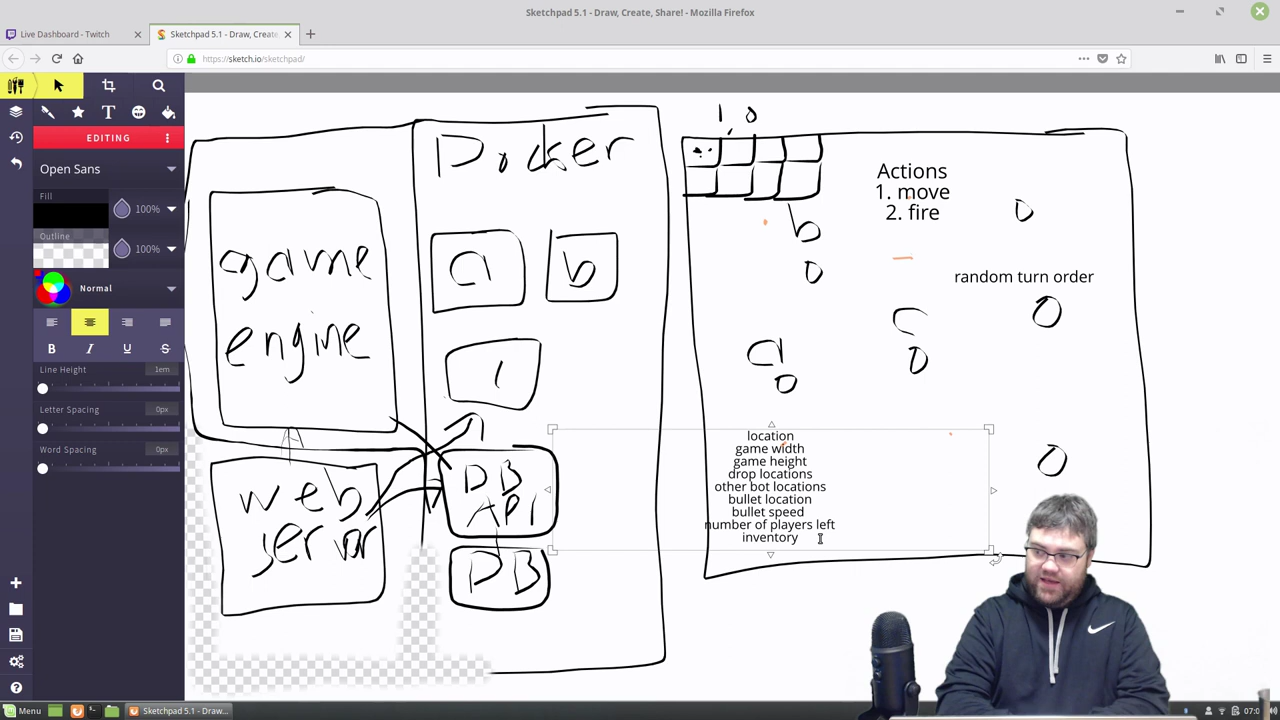 Sketchpad 5.1 - Draw, Create, Share! - Mozilla Firefox
Live Dashboard - Twitch
Sketchpad 5.1 - Draw, Create
https://sketch.io/sketchpad/
EDITING
Open Sans
Fill
100%
Outline
100%
Normal
B I U S
Line Height
1em
Letter Spacing
0px
Word Spacing
0px
game
engine
web
server
Docker
a
b
1
DB
API
DB
1,0
Actions
1. move
2. fire
b
random turn order
c
a
location
game width
game height
drop locations
other bot locations
bullet location
bullet speed
number of players left
inventory
Menu
Sketchpad 5.1 - Draw...